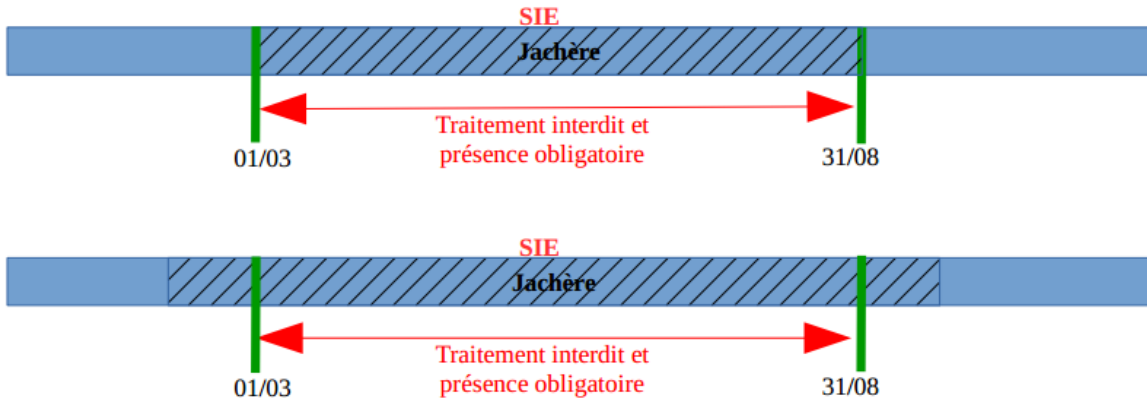 SIE
Jachère
Traitement interdit et
présence obligatoire
01/03
31/08
SIE
Jachère
Traitement interdit et
présence obligatoire
01/03
31/08